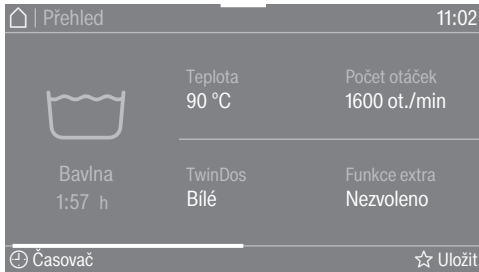 Přehled 11:02
Teplota Počet otáček
90 °C 1600 ot./min
Bavlna TwinDos Funkce extra
1:57 h Bílé Nezvoleno
Časovač Uložit